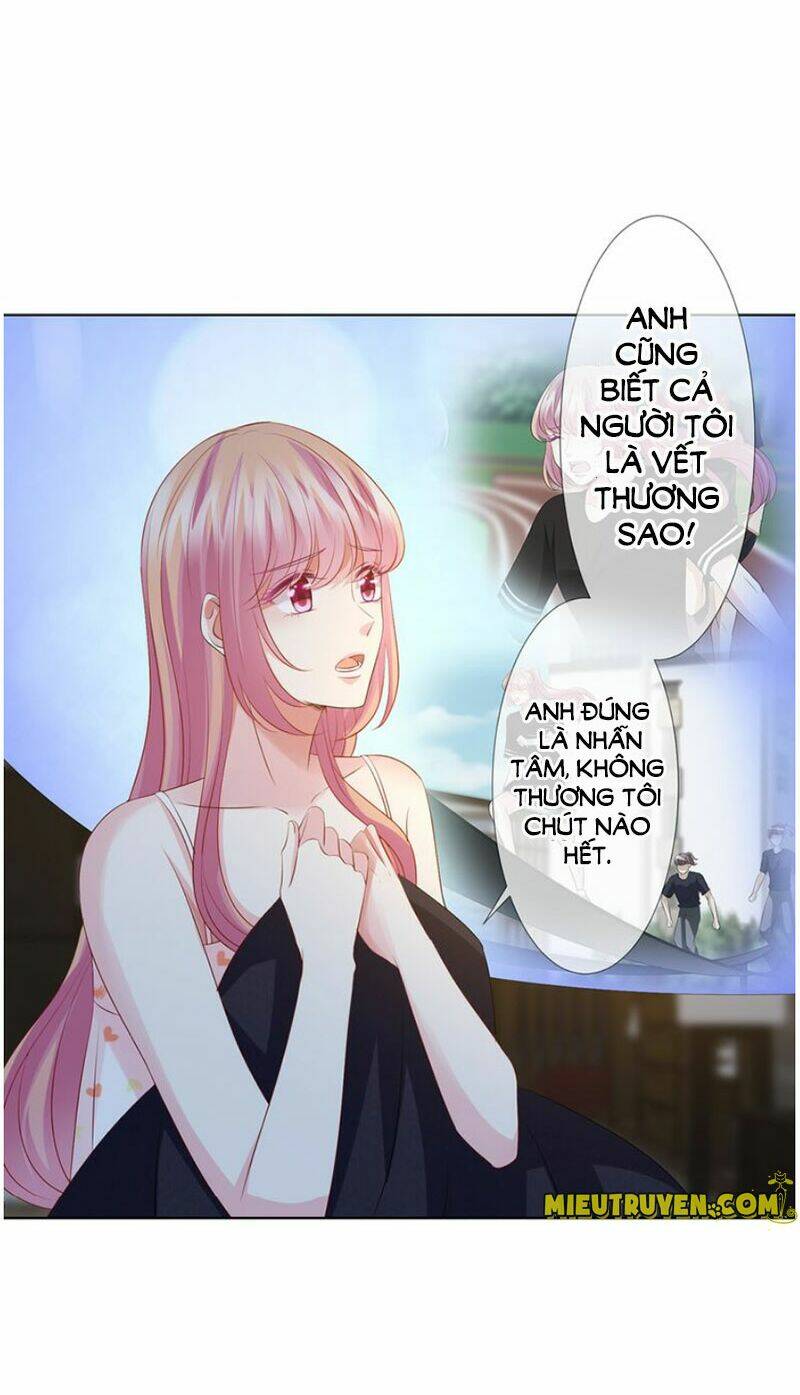 ANH
CŨNG
BIẾT CẢ
NGƯỜI TÔI
LÀ VẾT
THƯƠNG
SAO!
ANH ĐÚNG
LÀ NHẪN
TÂM, KHÔNG
THƯƠNG TÔI
CHÚT NÀO
HẾT.
MIEUTRUYEN.COM